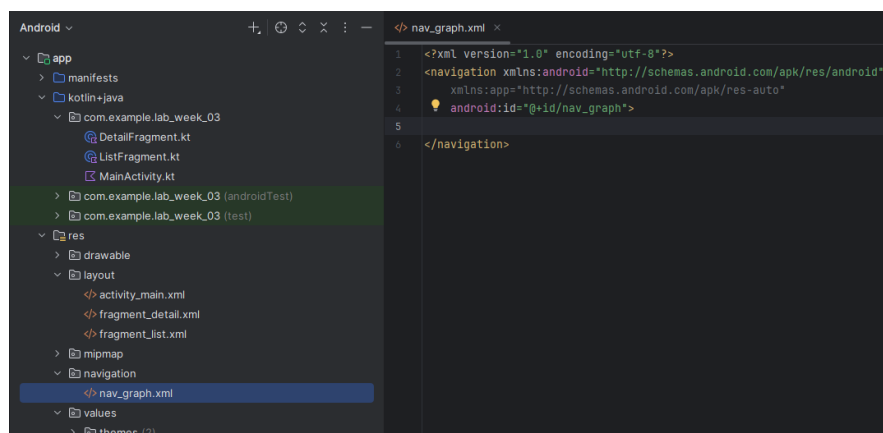 Android
app
manifests
kotlin+java
com.example.lab_week_03
DetailFragment.kt
ListFragment.kt
MainActivity.kt
com.example.lab_week_03 (androidTest)
com.example.lab_week_03 (test)
res
drawable
layout
activity_main.xml
fragment_detail.xml
fragment_list.xml
mipmap
navigation
nav_graph.xml
values
themes (2)
nav_graph.xml
1 <?xml version="1.0" encoding="utf-8"?>
2 <navigation xmlns:android="http://schemas.android.com/apk/res/android"
3 xmlns:app="http://schemas.android.com/apk/res-auto"
4 android:id="@+id/nav_graph">
5
6 </navigation>